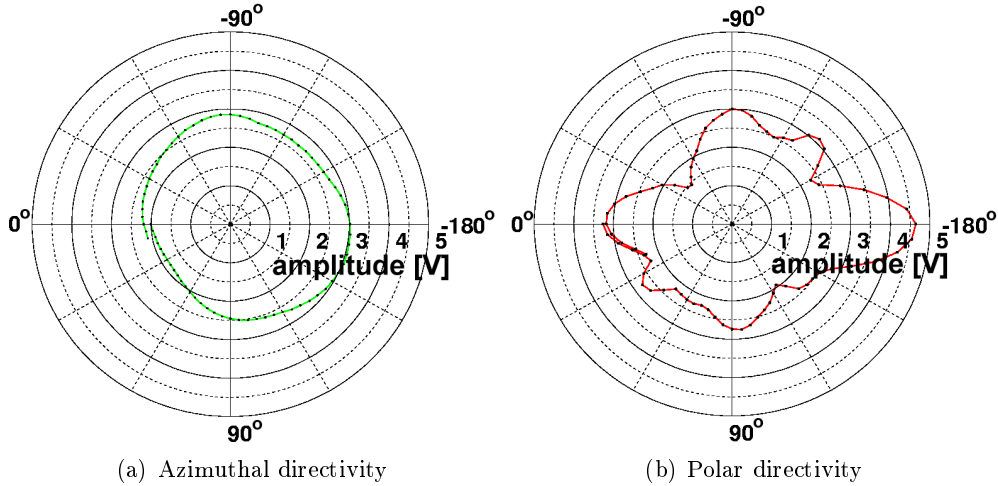 -90°
0°
-180°
1 2 3 4 5
amplitude [V]
90°
(a) Azimuthal directivity
-90°
0°
-180°
1 2 3 4 5
amplitude [V]
90°
(b) Polar directivity